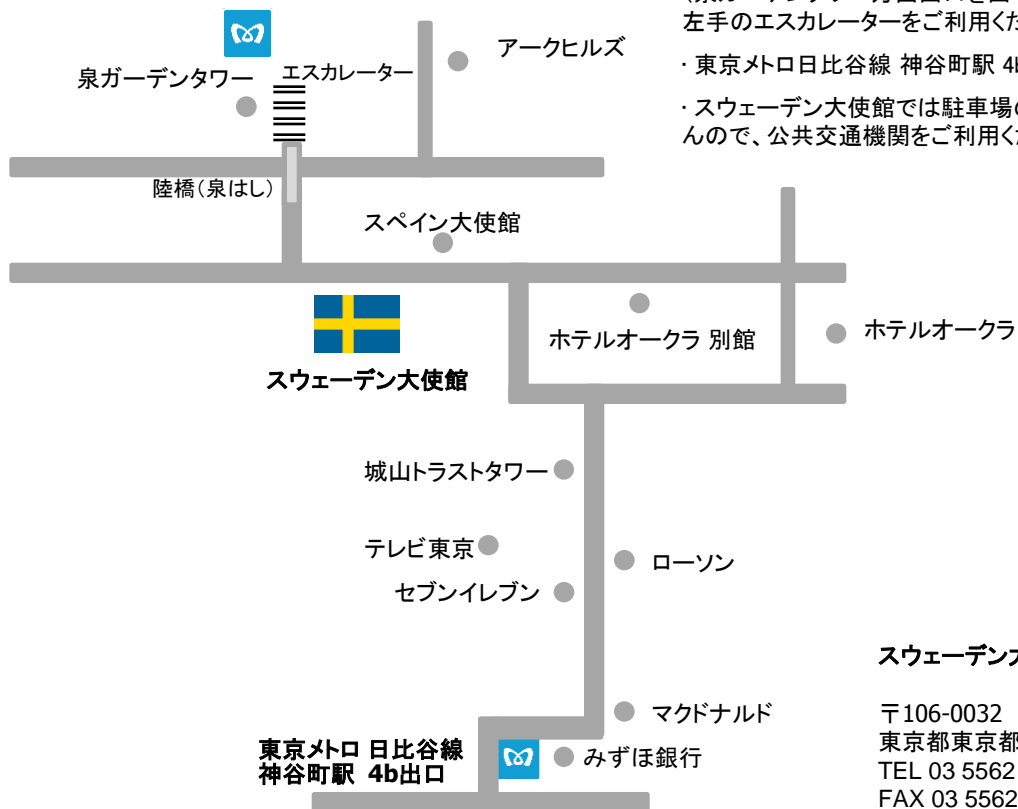 左手のエスカレーターをご利用くだ
アークヒルズ
泉ガーデンタワー
エスカレーター
・東京メトロ日比谷線 神谷町駅 4b
・スウェーデン大使館では駐車場の
んので、公共交通機関をご利用くだ
陸橋(泉はし)
スペイン大使館
ホテルオークラ 別館
ホテルオークラ
スウェーデン大使館
城山トラストタワー
テレビ東京
ローソン
セブンイレブン
スウェーデン大
マクドナルド
〒106-0032
東京都東京都
東京メトロ 日比谷線
神谷町駅 4b出口
みずほ銀行
TEL 03 5562
FAX 03 5562